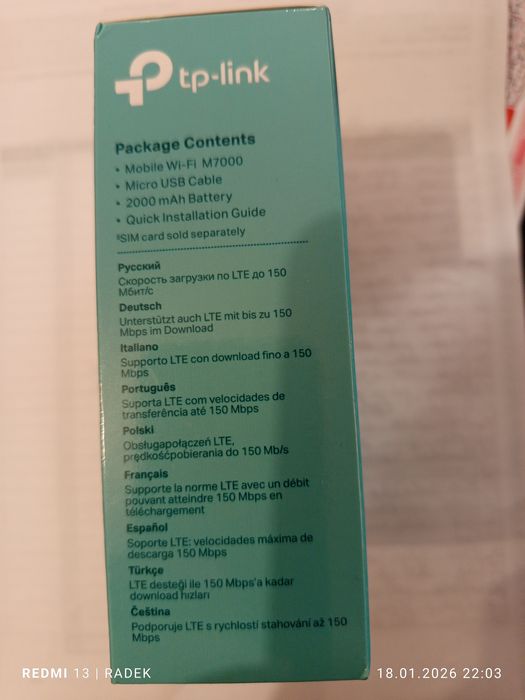 tp-link
Package Contents
• Mobile Wi-Fi M7000
• Micro USB Cable
• 2000 mAh Battery
• Quick Installation Guide
*SIM card sold separately
Русский
Скорость загрузки по LTE до 150
Мбит/с
Deutsch
Unterstützt auch LTE mit bis zu 150
Mbps im Download
Italiano
Supporto LTE con download fino a 150
Mbps
Português
Suporta LTE com velocidades de
transferência até 150 Mbps
Polski
Obsługapołączeń LTE,
prędkośćpobierania do 150 Mb/s
Français
Supporte la norme LTE avec un débit
pouvant atteindre 150 Mbps en
téléchargement
Español
Soporte LTE: velocidades máxima de
descarga 150 Mbps
Türkçe
LTE desteği ile 150 Mbps'a kadar
download hızları
Čeština
Podporuje LTE s rychlostí stahování až 150
Mbps
REDMI 13 | RADEK
18.01.2026 22:03